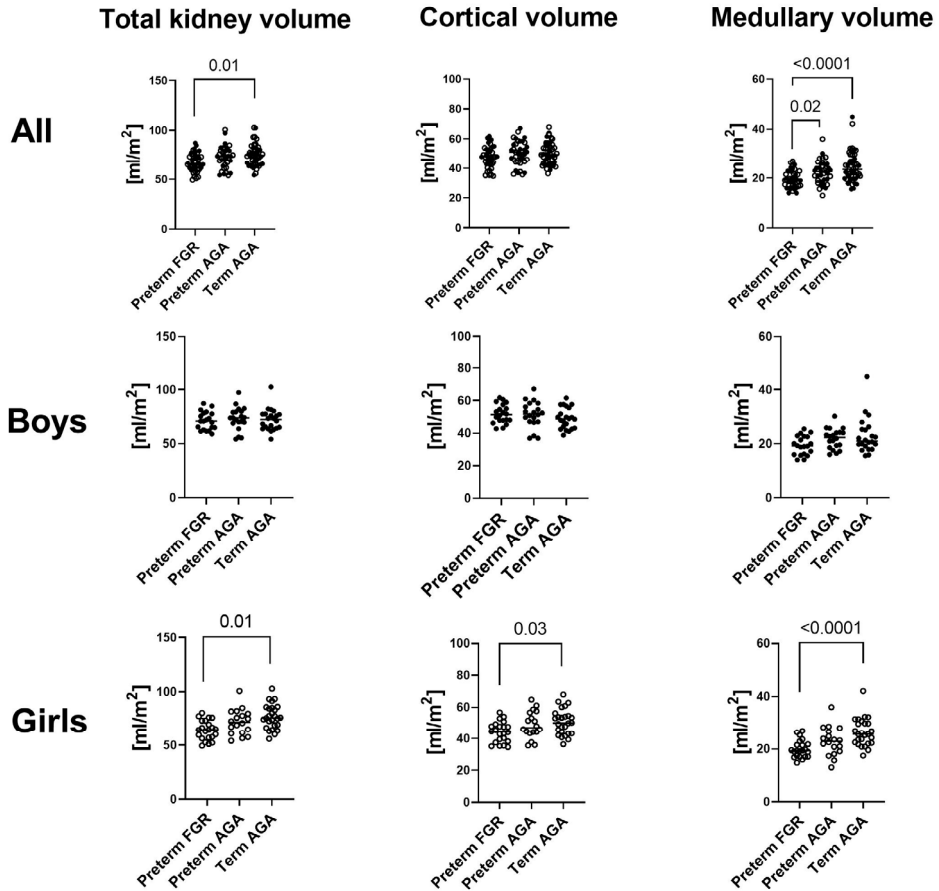 Total kidney volume
Cortical volume
Medullary volume
All
[ml/m²]
150
100
50
0
0.01
Preterm FGR
Preterm AGA
Term AGA
[ml/m²]
100
80
60
40
20
0
Preterm FGR
Preterm AGA
Term AGA
[ml/m²]
60
40
20
0
<0.0001
0.02
Preterm FGR
Preterm AGA
Term AGA
Boys
[ml/m²]
150
100
50
0
Preterm FGR
Preterm AGA
Term AGA
[ml/m²]
100
80
60
40
20
0
Preterm FGR
Preterm AGA
Term AGA
[ml/m²]
60
40
20
0
Preterm FGR
Preterm AGA
Term AGA
Girls
[ml/m²]
150
100
50
0
0.01
Preterm FGR
Preterm AGA
Term AGA
[ml/m²]
100
80
60
40
20
0
0.03
Preterm FGR
Preterm AGA
Term AGA
[ml/m²]
60
40
20
0
<0.0001
Preterm FGR
Preterm AGA
Term AGA